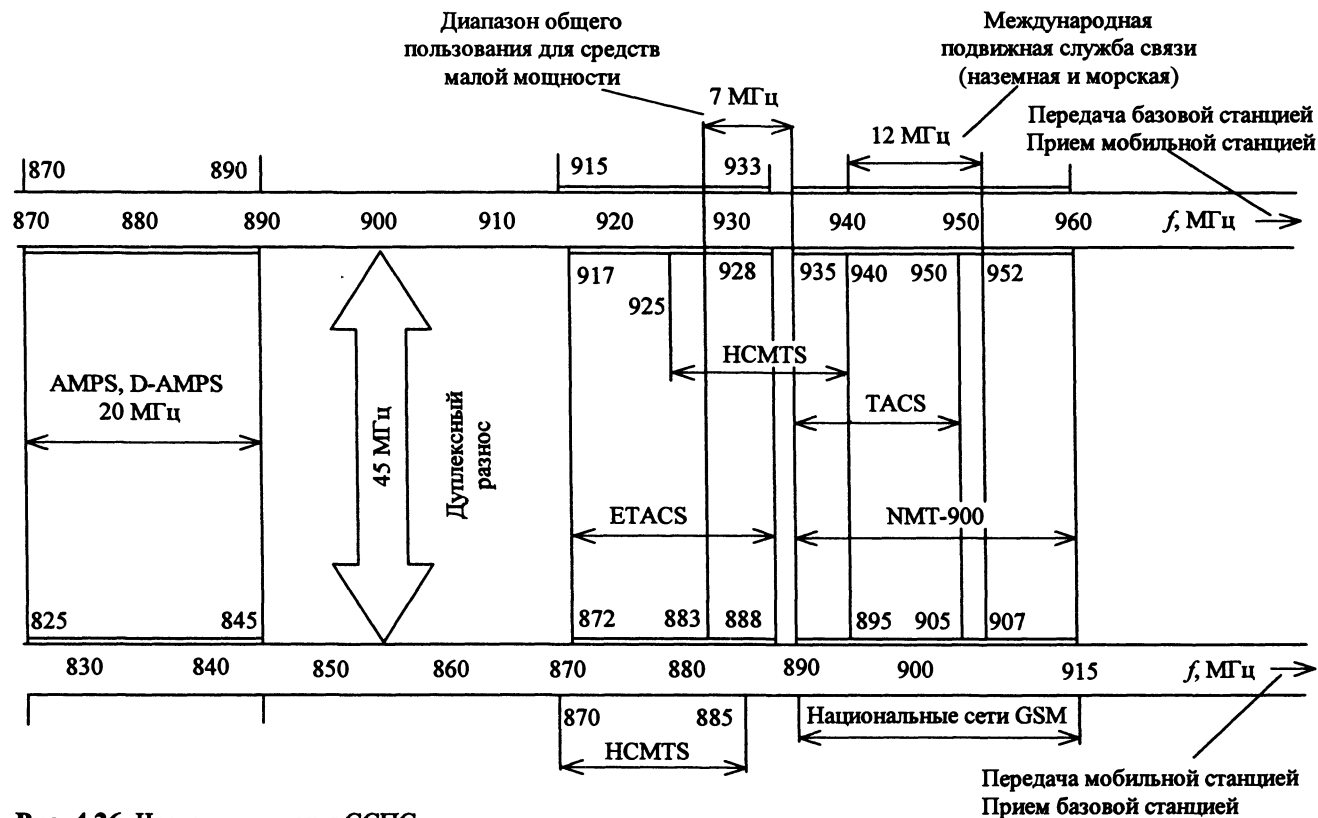 Диапазон общего
пользования для средств
малой мощности
Международная
подвижная служба связи
(наземная и морская)
7 МГц
12 МГц
Передача базовой станцией
Прием мобильной станцией
870 890 915 933
870 880 890 900 910 920 930 940 950 960 f, МГц
917 928 935 940 950 952
925
HCMTS
AMPS, D-AMPS
20 МГц
TACS
45 МГц
Дуплексный
разнос
ETACS
NMT-900
825 845 872 883 888 895 905 907
830 840 850 860 870 880 890 900 915 f, МГц
870 885
Национальные сети GSM
HCMTS
Передача мобильной станцией
Прием базовой станцией